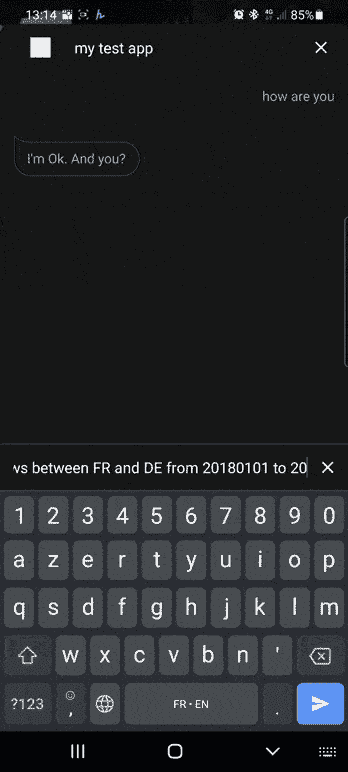 13:14 85%
my test app
how are you
I'm Ok. And you?
ws between FR and DE from 20180101 to 20
1 2 3 4 5 6 7 8 9 0
a z e r t y u i o p
q s d f g h j k l m
w x c v b n '
?123 , FR • EN .